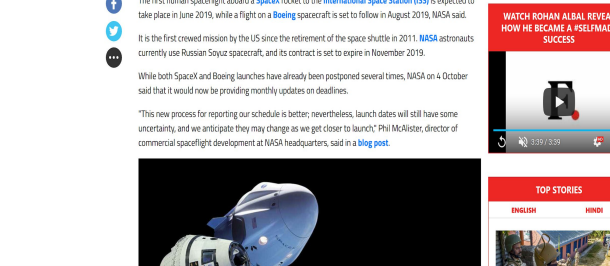 The first human spaceflight aboard a SpaceX rocket to the International Space Station (ISS) is expected to
take place in June 2019, while a flight on a Boeing spacecraft is set to follow in August 2019, NASA said.
It is the first crewed mission by the US since the retirement of the space shuttle in 2011. NASA astronauts
currently use Russian Soyuz spacecraft, and its contract is set to expire in November 2019.
While both SpaceX and Boeing launches have already been postponed several times, NASA on 4 October
said that it would now be providing monthly updates on deadlines.
"This new process for reporting our schedule is better; nevertheless, launch dates will still have some
uncertainty, and we anticipate they may change as we get closer to launch," Phil McAlister, director of
commercial spaceflight development at NASA headquarters, said in a blog post.
WATCH ROHAN ALBAL REVEA
HOW HE BECAME A #SELFMAD
SUCCESS
3:39 / 3:39
TOP STORIES
ENGLISH
HINDI